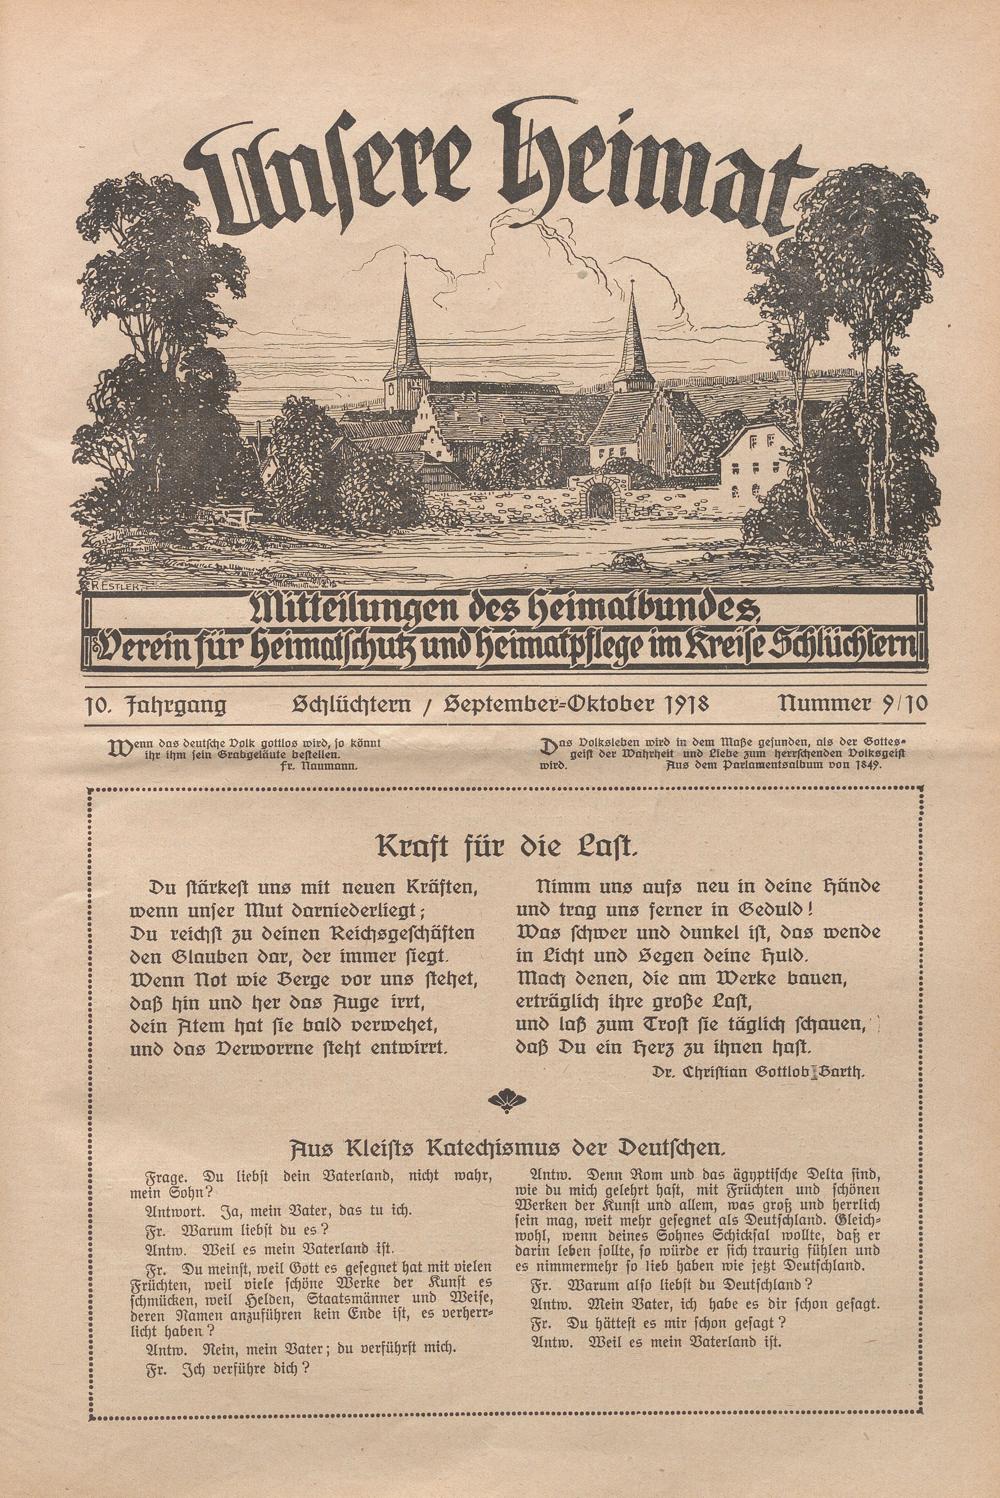 Unsere Heimat
RESTLER
Mitteilungen des Heimatbundes,
Verein für Heimatschutz und Heimatpflege im Kreise Schlüchtern
10. Jahrgang Schlüchtern / September-Oktober 1918 Nummer 9/10
Wenn das deutsche Volk gottlos wird, so könnt
ihr ihm sein Grabgeläute bestellen.
Fr. Naumann.
Das Volksleben wird in dem Maße gesunden, als der Gottes-
geist der Wahrheit und Liebe zum herrschenden Volksgeist
wird. Aus dem Parlamentsalbum von 1849.
Kraft für die Last.
Du stärkest uns mit neuen Kräften,
wenn unser Mut darniederliegt;
Du reichst zu deinen Reichsgeschäften
den Glauben dar, der immer siegt.
Wenn Not wie Berge vor uns stehet,
daß hin und her das Auge irrt,
dein Atem hat sie bald verwehet,
und das Verworrne steht entwirrt.
Nimm uns aufs neu in deine Hände
und trag uns ferner in Geduld!
Was schwer und dunkel ist, das wende
in Licht und Segen deine Huld.
Mach denen, die am Werke bauen,
erträglich ihre große Last,
und laß zum Trost sie täglich schauen,
daß Du ein Herz zu ihnen hast.
Dr. Christian Gottlob Barth.
Aus Kleists Katechismus der Deutschen.
Frage. Du liebst dein Vaterland, nicht wahr,
mein Sohn?
Antwort. Ja, mein Vater, das tu ich.
Fr. Warum liebst du es?
Antw. Weil es mein Vaterland ist.
Fr. Du meinst, weil Gott es gesegnet hat mit vielen
Früchten, weil viele schöne Werke der Kunst es
schmücken, weil Helden, Staatsmänner und Weise,
deren Namen anzuführen kein Ende ist, es verherr-
licht haben?
Antw. Nein, mein Vater; du verführst mich.
Fr. Ich verführe dich?
Antw. Denn Rom und das ägyptische Delta sind,
wie du mich gelehrt hast, mit Früchten und schönen
Werken der Kunst und allem, was groß und herrlich
sein mag, weit mehr gesegnet als Deutschland. Gleich-
wohl, wenn deines Sohnes Schicksal wollte, daß er
darin leben sollte, so würde er sich traurig fühlen und
es nimmermehr so lieb haben wie jetzt Deutschland.
Fr. Warum also liebst du Deutschland?
Antw. Mein Vater, ich habe es dir schon gesagt.
Fr. Du hättest es mir schon gesagt?
Antw. Weil es mein Vaterland ist.